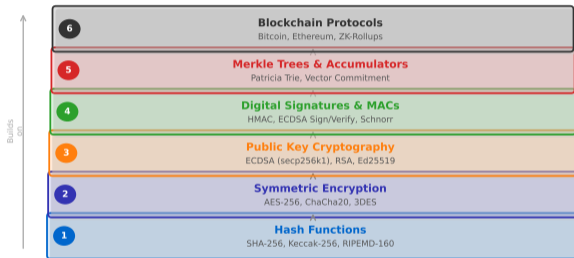 6
Blockchain Protocols
Bitcoin, Ethereum, ZK-Rollups
5
Merkle Trees & Accumulators
Patricia Trie, Vector Commitment
4
Digital Signatures & MACs
HMAC, ECDSA Sign/Verify, Schnorr
3
Public Key Cryptography
ECDSA (secp256k1), RSA, Ed25519
2
Symmetric Encryption
AES-256, ChaCha20, 3DES
1
Hash Functions
SHA-256, Keccak-256, RIPEMD-160
Builds
on